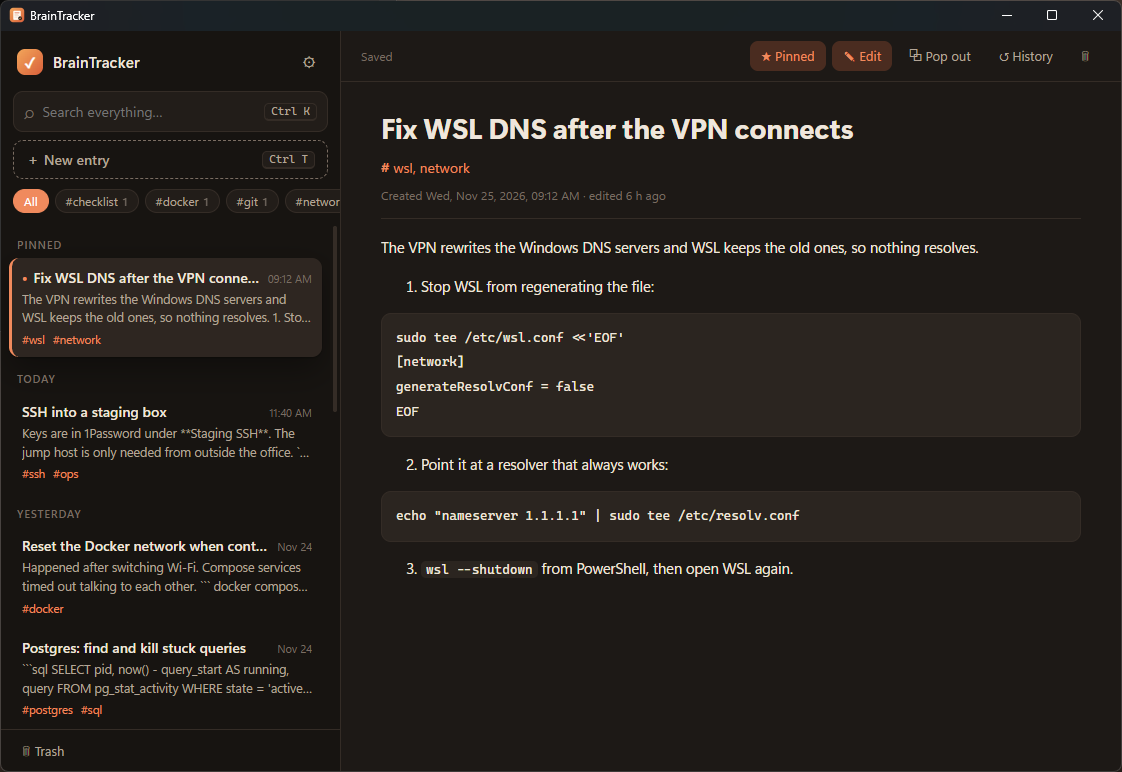 BrainTracker
BrainTracker
Search everything... Ctrl K
+ New entry Ctrl T
All #checklist 1 #docker 1 #git 1 #networ
PINNED
• Fix WSL DNS after the VPN conne... 09:12 AM
The VPN rewrites the Windows DNS servers and
WSL keeps the old ones, so nothing resolves. 1. Sto...
#wsl #network
TODAY
SSH into a staging box 11:40 AM
Keys are in 1Password under **Staging SSH**. The
jump host is only needed from outside the office. `...
#ssh #ops
YESTERDAY
Reset the Docker network when cont... Nov 24
Happened after switching Wi-Fi. Compose services
timed out talking to each other. ``` docker compos...
#docker
Postgres: find and kill stuck queries Nov 24
```sql SELECT pid, now() - query_start AS running,
query FROM pg_stat_activity WHERE state = 'active...
#postgres #sql
Trash
Saved
★ Pinned ✎ Edit Pop out ↺ History
Fix WSL DNS after the VPN connects
# wsl, network
Created Wed, Nov 25, 2026, 09:12 AM · edited 6 h ago
The VPN rewrites the Windows DNS servers and WSL keeps the old ones, so nothing resolves.
1. Stop WSL from regenerating the file:
sudo tee /etc/wsl.conf <<'EOF'
[network]
generateResolvConf = false
EOF
2. Point it at a resolver that always works:
echo "nameserver 1.1.1.1" | sudo tee /etc/resolv.conf
3. wsl --shutdown from PowerShell, then open WSL again.